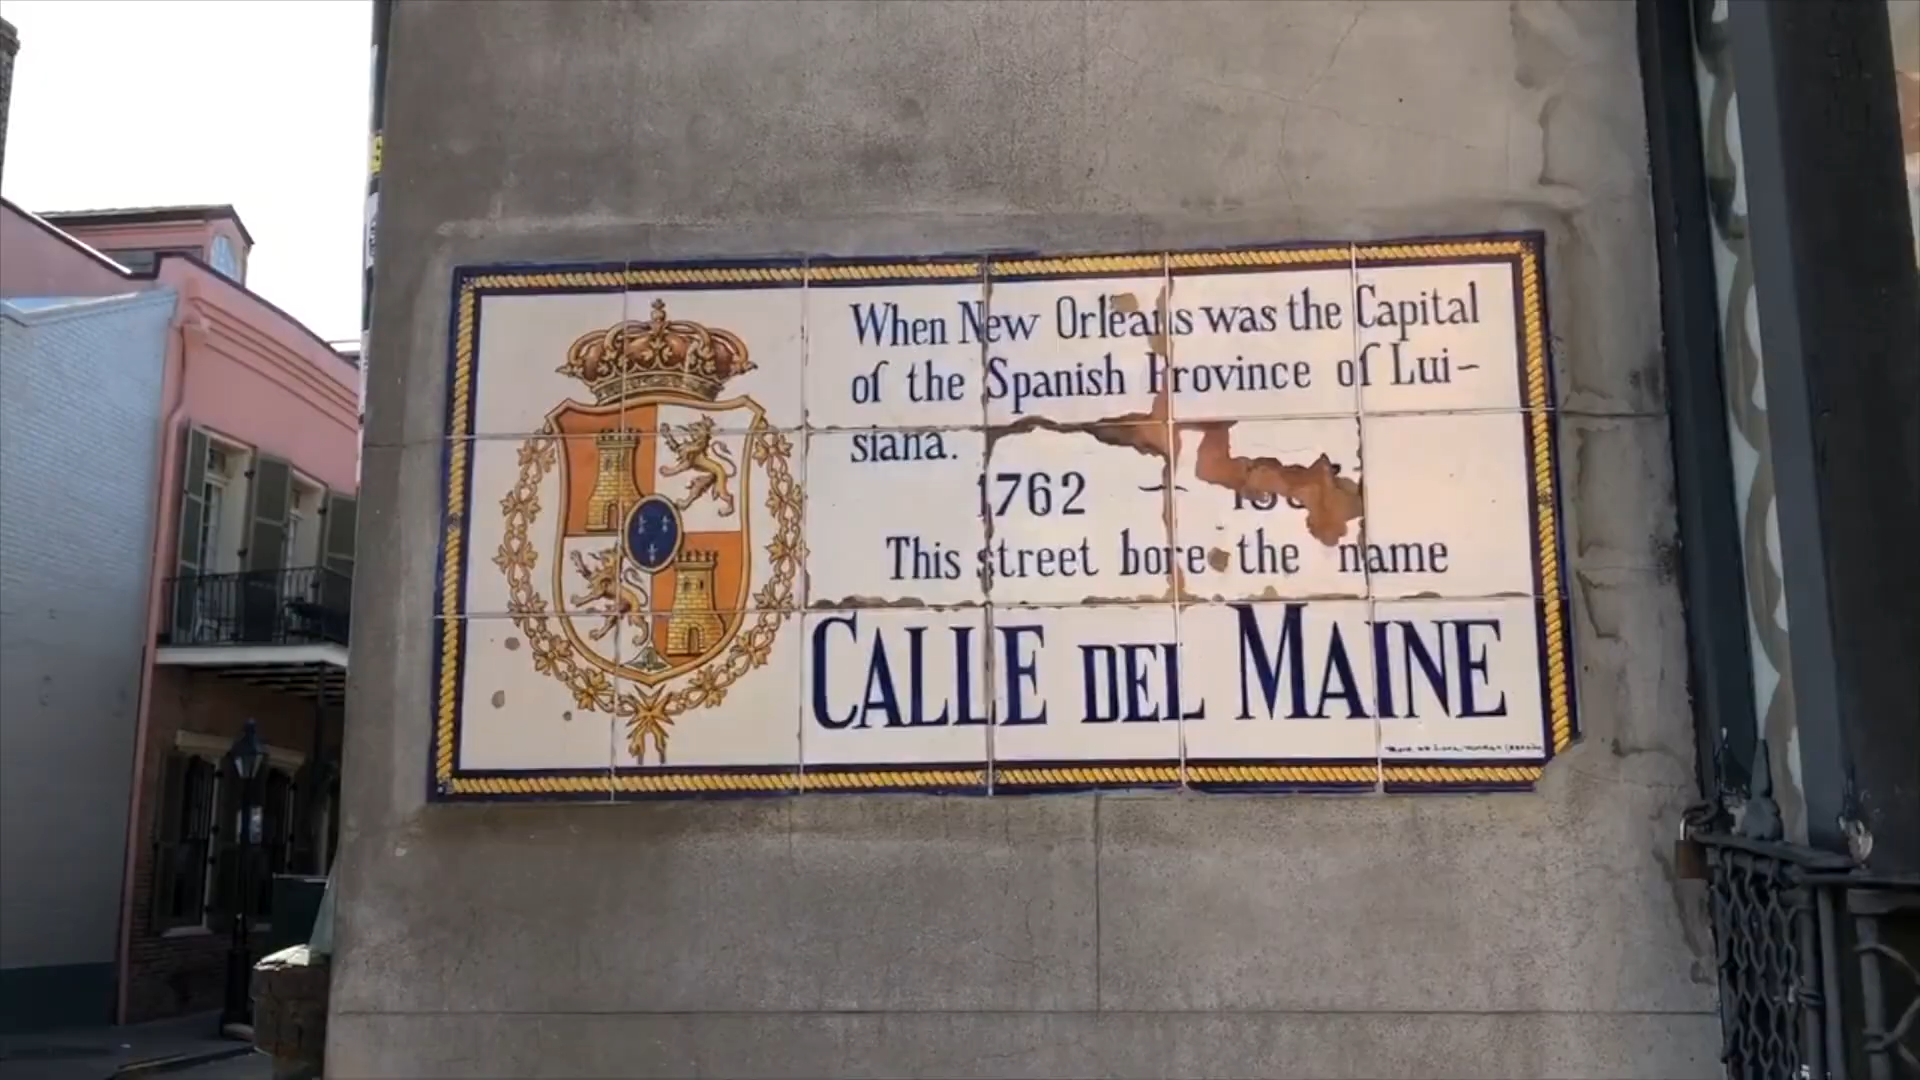 When New Orleans was the Capital
of the Spanish Province of Lui-
siana.
1762 -
This street bore the name
CALLE DEL MAINE